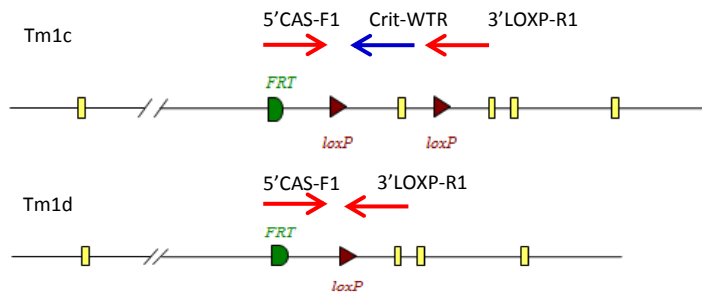 5'CAS-F1 Crit-WTR 3'LOXP-R1
Tm1c
FRT
loxP loxP
5'CAS-F1 3'LOXP-R1
Tm1d
FRT
loxP